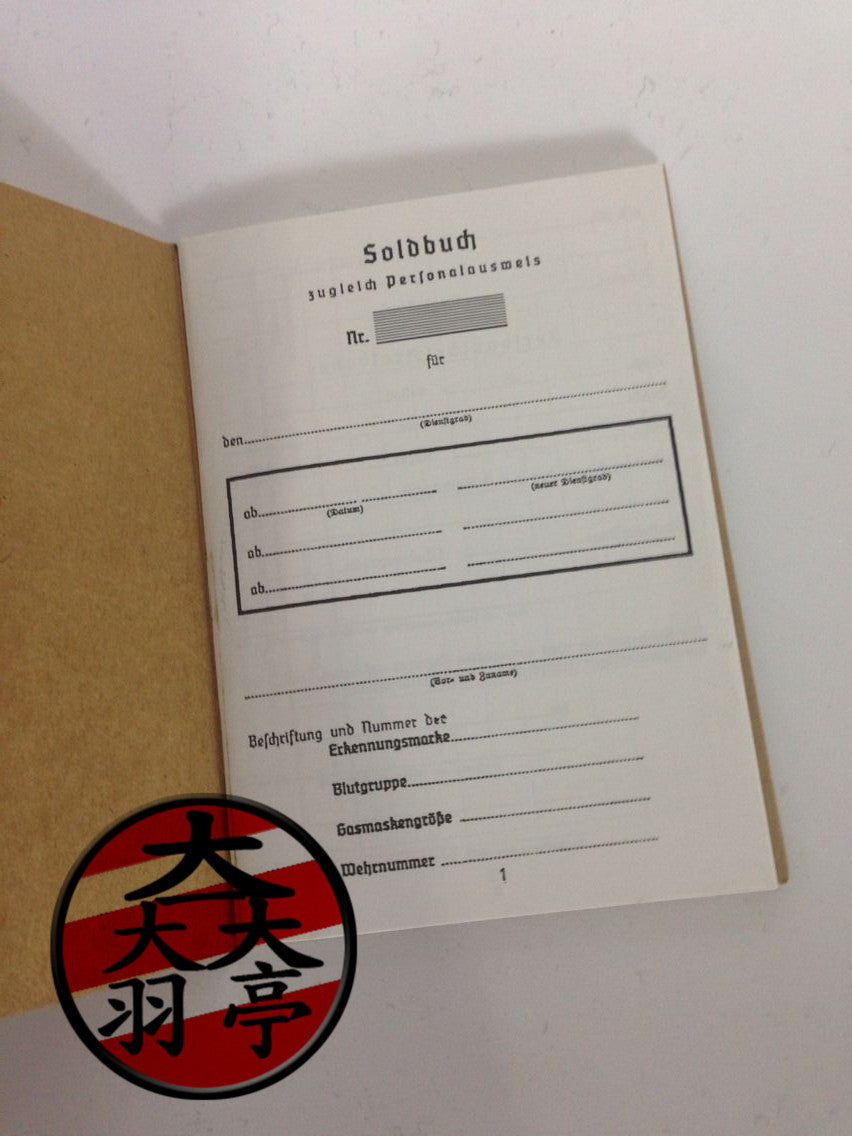 Soldbuch
zugleich Personalausweis
Nr.
für
den
(Dienstgrad)
ab
(Datum)
(neuer Dienstgrad)
ab
ab
(Vor- und Zuname)
Beschriftung und Nummer der
Erkennungsmarke
Blutgruppe
Gasmaskengröße
Wehrnummer
1
大
大大
羽亭